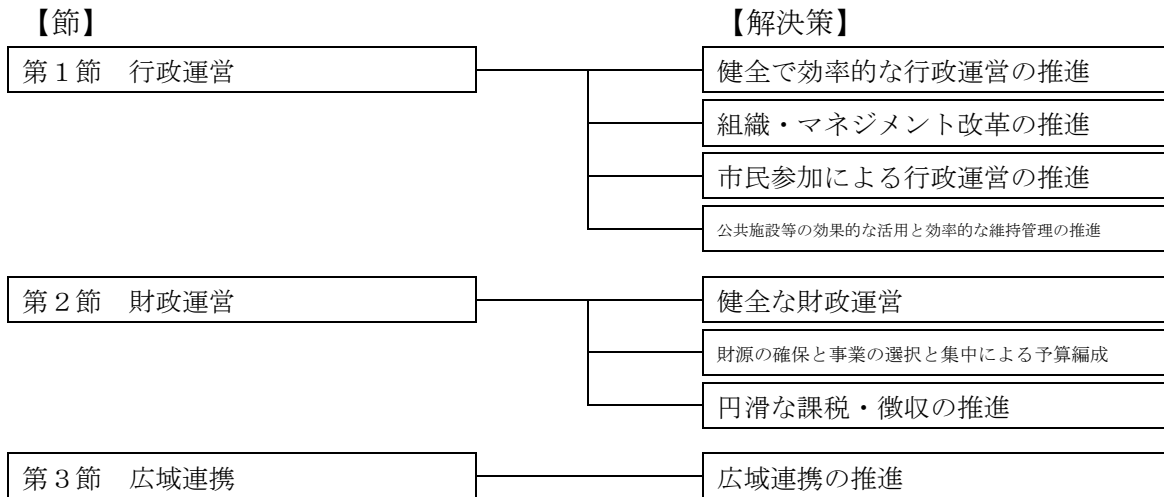 【節】
【解決策】
第1節　行政運営
健全で効率的な行政運営の推進
組織・マネジメント改革の推進
市民参加による行政運営の推進
公共施設等の効果的な活用と効率的な維持管理の推進
第2節　財政運営
健全な財政運営
財源の確保と事業の選択と集中による予算編成
円滑な課税・徴収の推進
第3節　広域連携
広域連携の推進